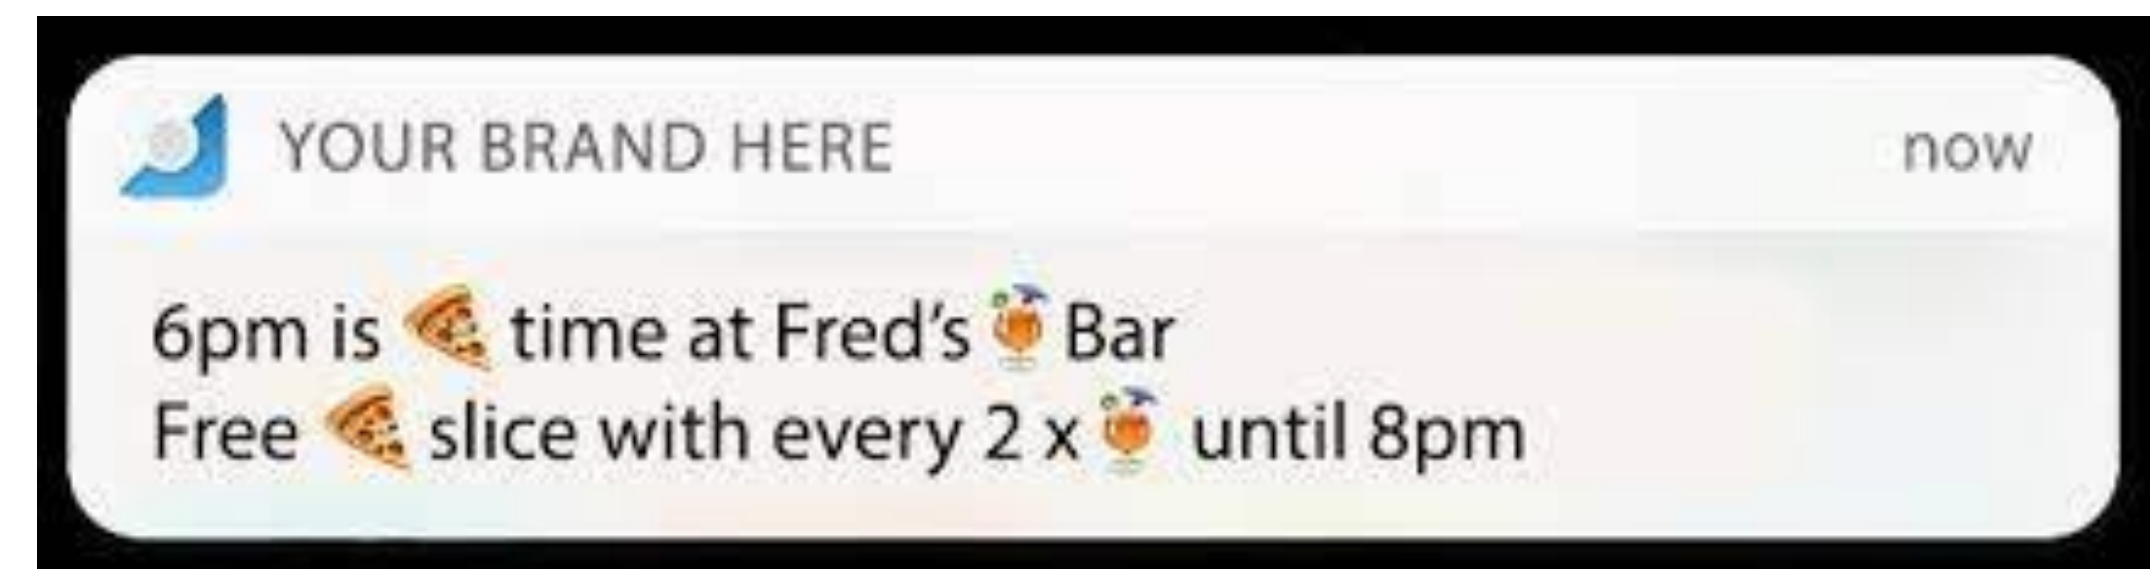 YOUR BRAND HERE now
6pm is 🍕 time at Fred's 🍹 Bar
Free 🍕 slice with every 2 x 🍹 until 8pm